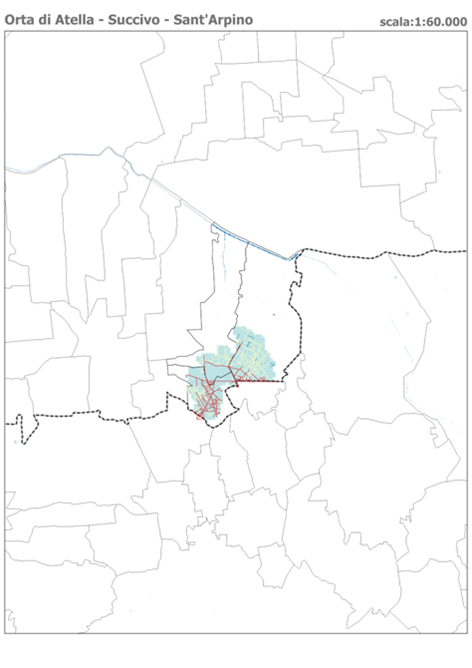 Orta di Atella - Succivo - Sant'Arpino
scala:1:60.000